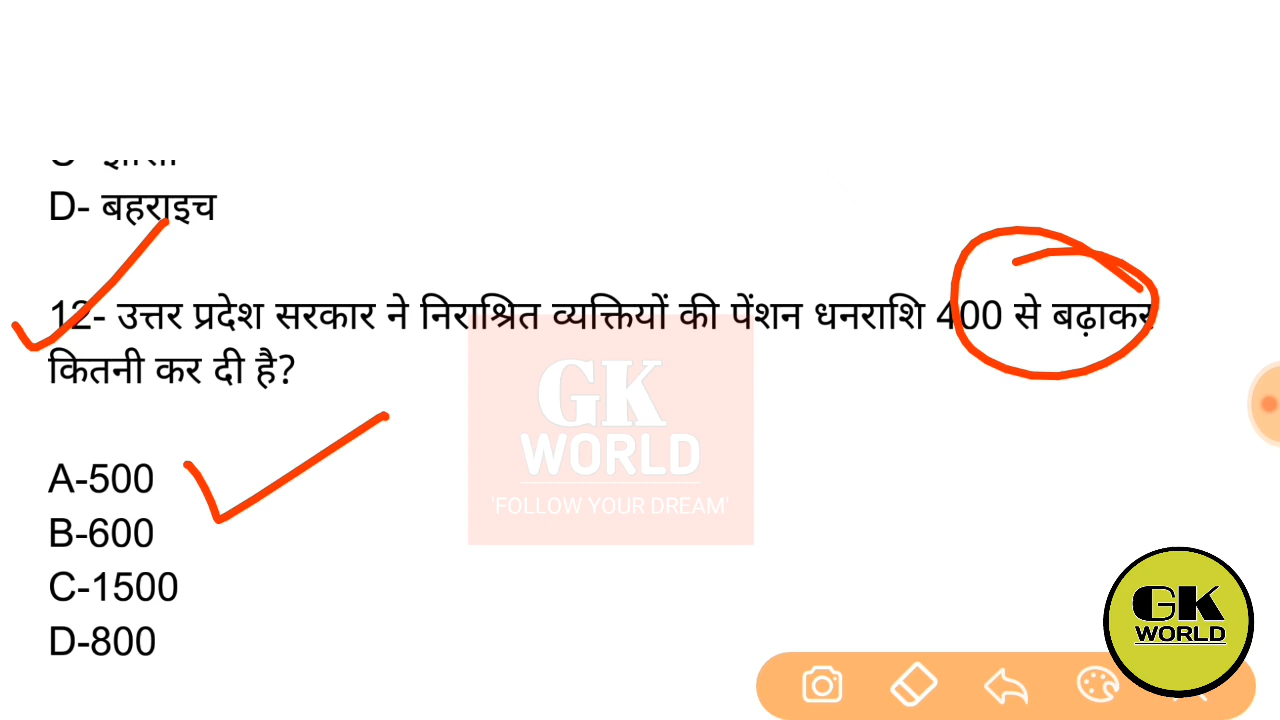 D- बहराइच
12- उत्तर प्रदेश सरकार ने निराश्रित व्यक्तियों की पेंशन धनराशि 400 से बढ़ाकर
कितनी कर दी है?
A-500
B-600
C-1500
D-800
GK
WORLD
'FOLLOW YOUR DREAM'
GK
WORLD